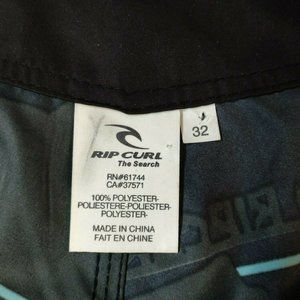 RIP CURL
The Search
RN#61744
CA#37571
100% POLYESTER-
POLIESTERE-POLIESTER-
POLYESTER-
MADE IN CHINA
FAIT EN CHINE
32